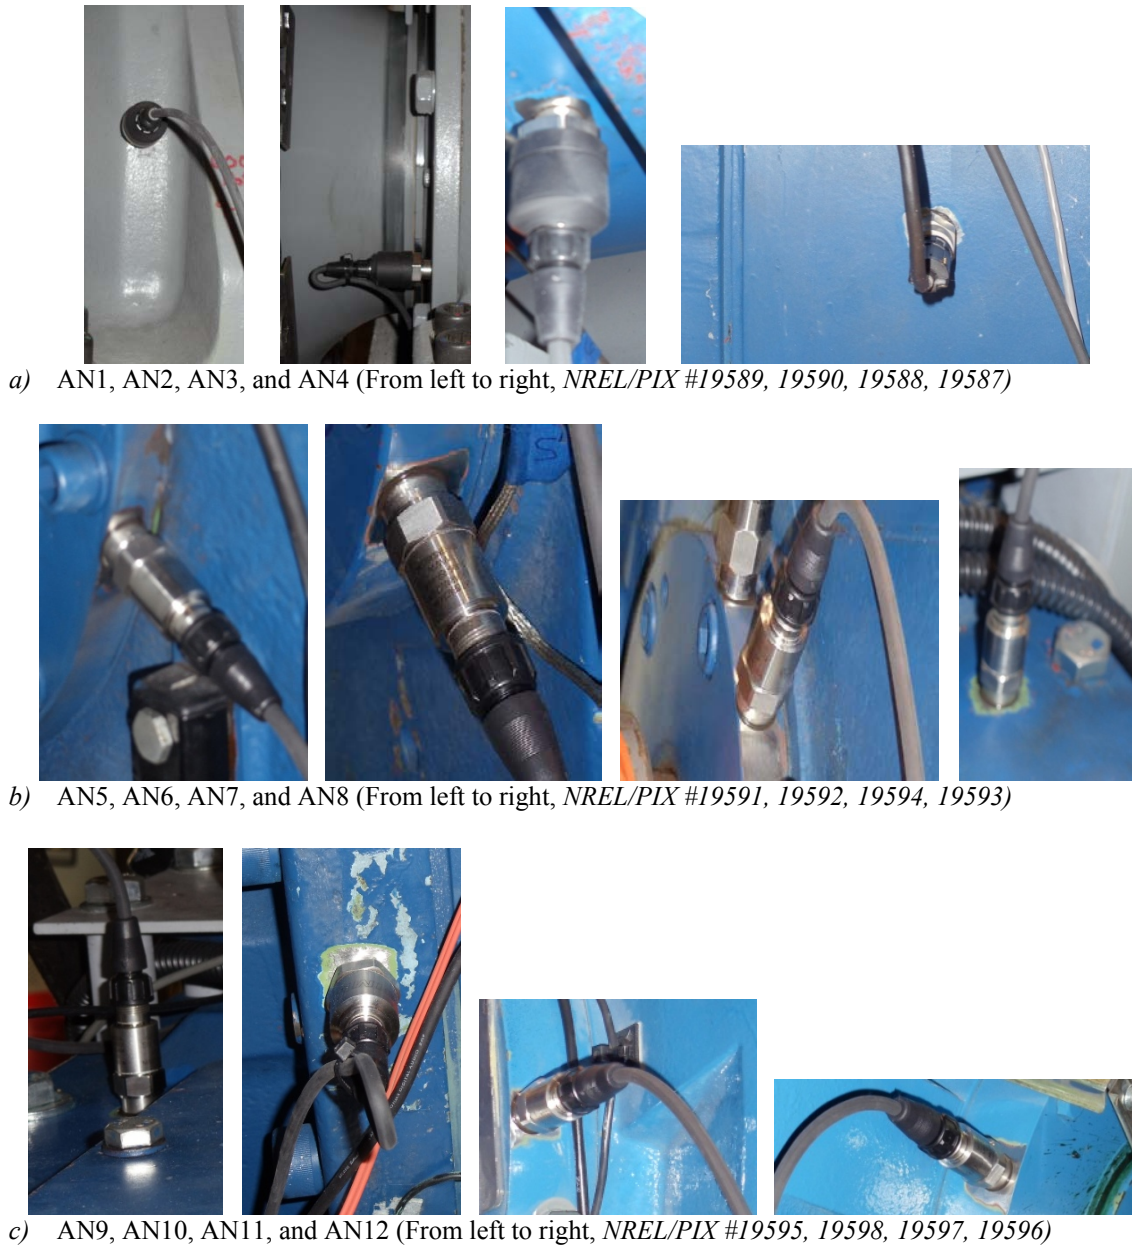 a) AN1, AN2, AN3, and AN4 (From left to right, NREL/PIX #19589, 19590, 19588, 19587)
b) AN5, AN6, AN7, and AN8 (From left to right, NREL/PIX #19591, 19592, 19594, 19593)
c) AN9, AN10, AN11, and AN12 (From left to right, NREL/PIX #19595, 19598, 19597, 19596)